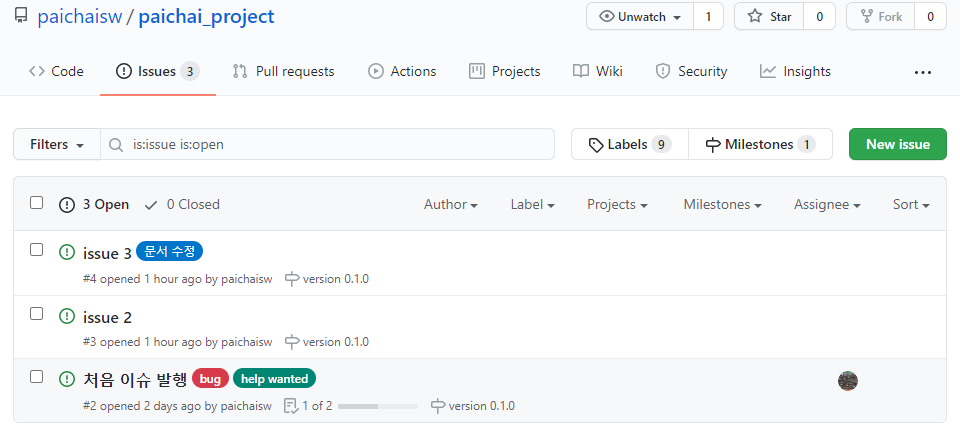 paichaisw / paichai_project Unwatch 1 Star 0 Fork 0
Code Issues 3 Pull requests Actions Projects Wiki Security Insights ...
Filters is:issue is:open Labels 9 Milestones 1 New issue
3 Open 0 Closed Author Label Projects Milestones Assignee Sort
issue 3 문서 수정
#4 opened 1 hour ago by paichaisw version 0.1.0
issue 2
#3 opened 1 hour ago by paichaisw version 0.1.0
처음 이슈 발행 bug help wanted
#2 opened 2 days ago by paichaisw 1 of 2 version 0.1.0